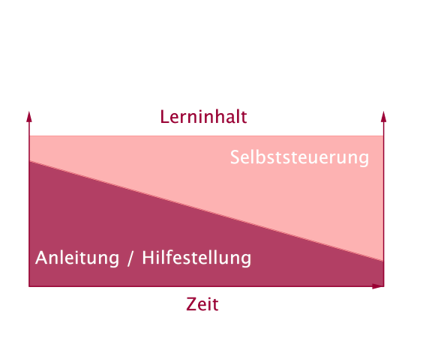 Lerninhalt
Selbststeuerung
Anleitung / Hilfestellung
Zeit